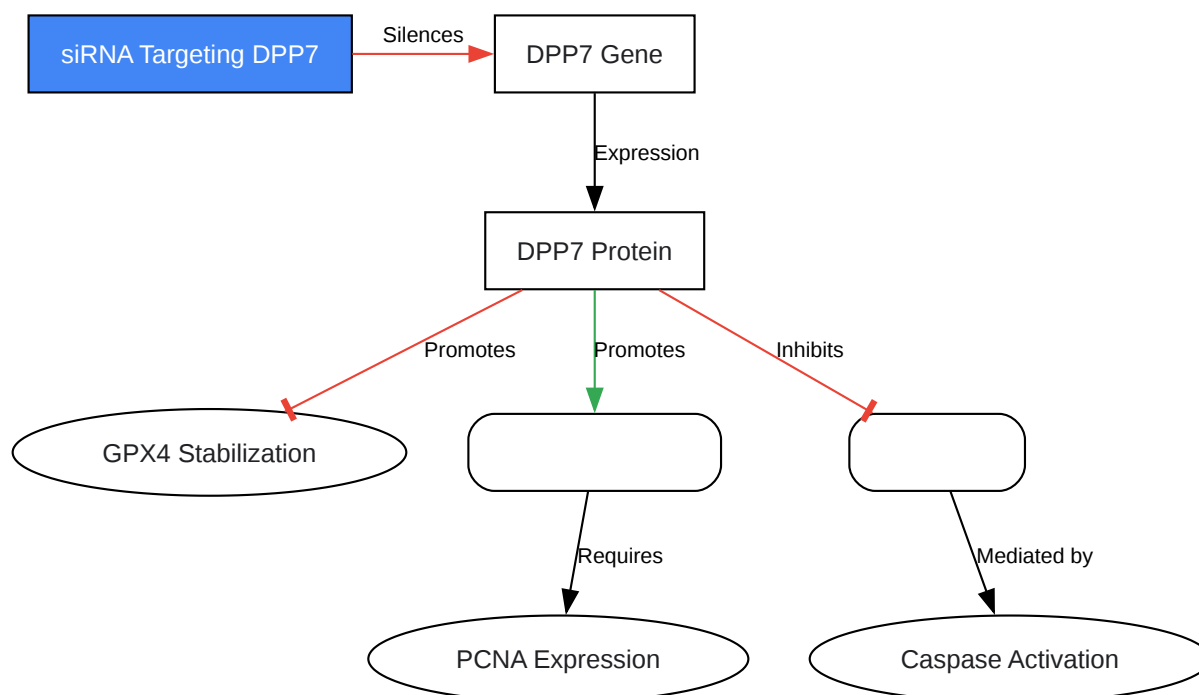 siRNA Targeting DPP7
Silences
DPP7 Gene
Expression
DPP7 Protein
Promotes
Promotes
Inhibits
GPX4 Stabilization
Requires
Mediated by
PCNA Expression
Caspase Activation